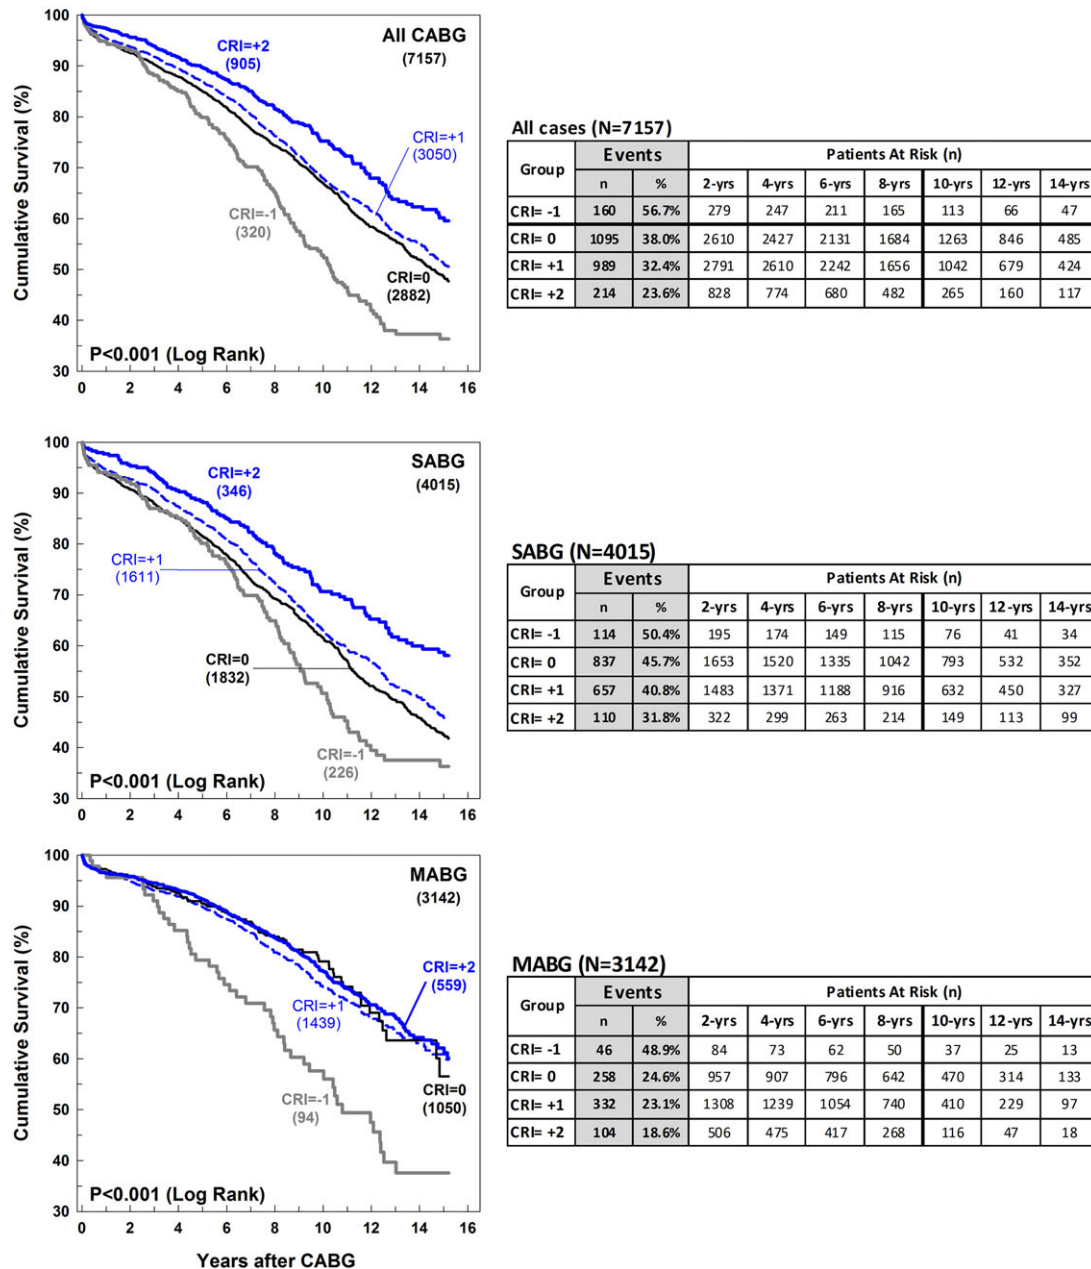 Cumulative Survival (%)
100
90
80
70
60
50
40
30
0 2 4 6 8 10 12 14 16
All CABG
(7157)
CRI=+2
(905)
CRI=+1
(3050)
CRI=-1
(320)
CRI=0
(2882)
P<0.001 (Log Rank)
All cases (N=7157)
Group Events Patients At Risk (n)
n % 2-yrs 4-yrs 6-yrs 8-yrs 10-yrs 12-yrs 14-yrs
CRI= -1 160 56.7% 279 247 211 165 113 66 47
CRI= 0 1095 38.0% 2610 2427 2131 1684 1263 846 485
CRI= +1 989 32.4% 2791 2610 2242 1656 1042 679 424
CRI= +2 214 23.6% 828 774 680 482 265 160 117
Cumulative Survival (%)
100
90
80
70
60
50
40
30
0 2 4 6 8 10 12 14 16
SABG
(4015)
CRI=+2
(346)
CRI=+1
(1611)
CRI=0
(1832)
CRI=-1
(226)
P<0.001 (Log Rank)
SABG (N=4015)
Group Events Patients At Risk (n)
n % 2-yrs 4-yrs 6-yrs 8-yrs 10-yrs 12-yrs 14-yrs
CRI= -1 114 50.4% 195 174 149 115 76 41 34
CRI= 0 837 45.7% 1653 1520 1335 1042 793 532 352
CRI= +1 657 40.8% 1483 1371 1188 916 632 450 327
CRI= +2 110 31.8% 322 299 263 214 149 113 99
Cumulative Survival (%)
100
90
80
70
60
50
40
30
0 2 4 6 8 10 12 14 16
MABG
(3142)
CRI=+2
(559)
CRI=+1
(1439)
CRI=0
(1050)
CRI=-1
(94)
P<0.001 (Log Rank)
Years after CABG
MABG (N=3142)
Group Events Patients At Risk (n)
n % 2-yrs 4-yrs 6-yrs 8-yrs 10-yrs 12-yrs 14-yrs
CRI= -1 46 48.9% 84 73 62 50 37 25 13
CRI= 0 258 24.6% 957 907 796 642 470 314 133
CRI= +1 332 23.1% 1308 1239 1054 740 410 229 97
CRI= +2 104 18.6% 506 475 417 268 116 47 18